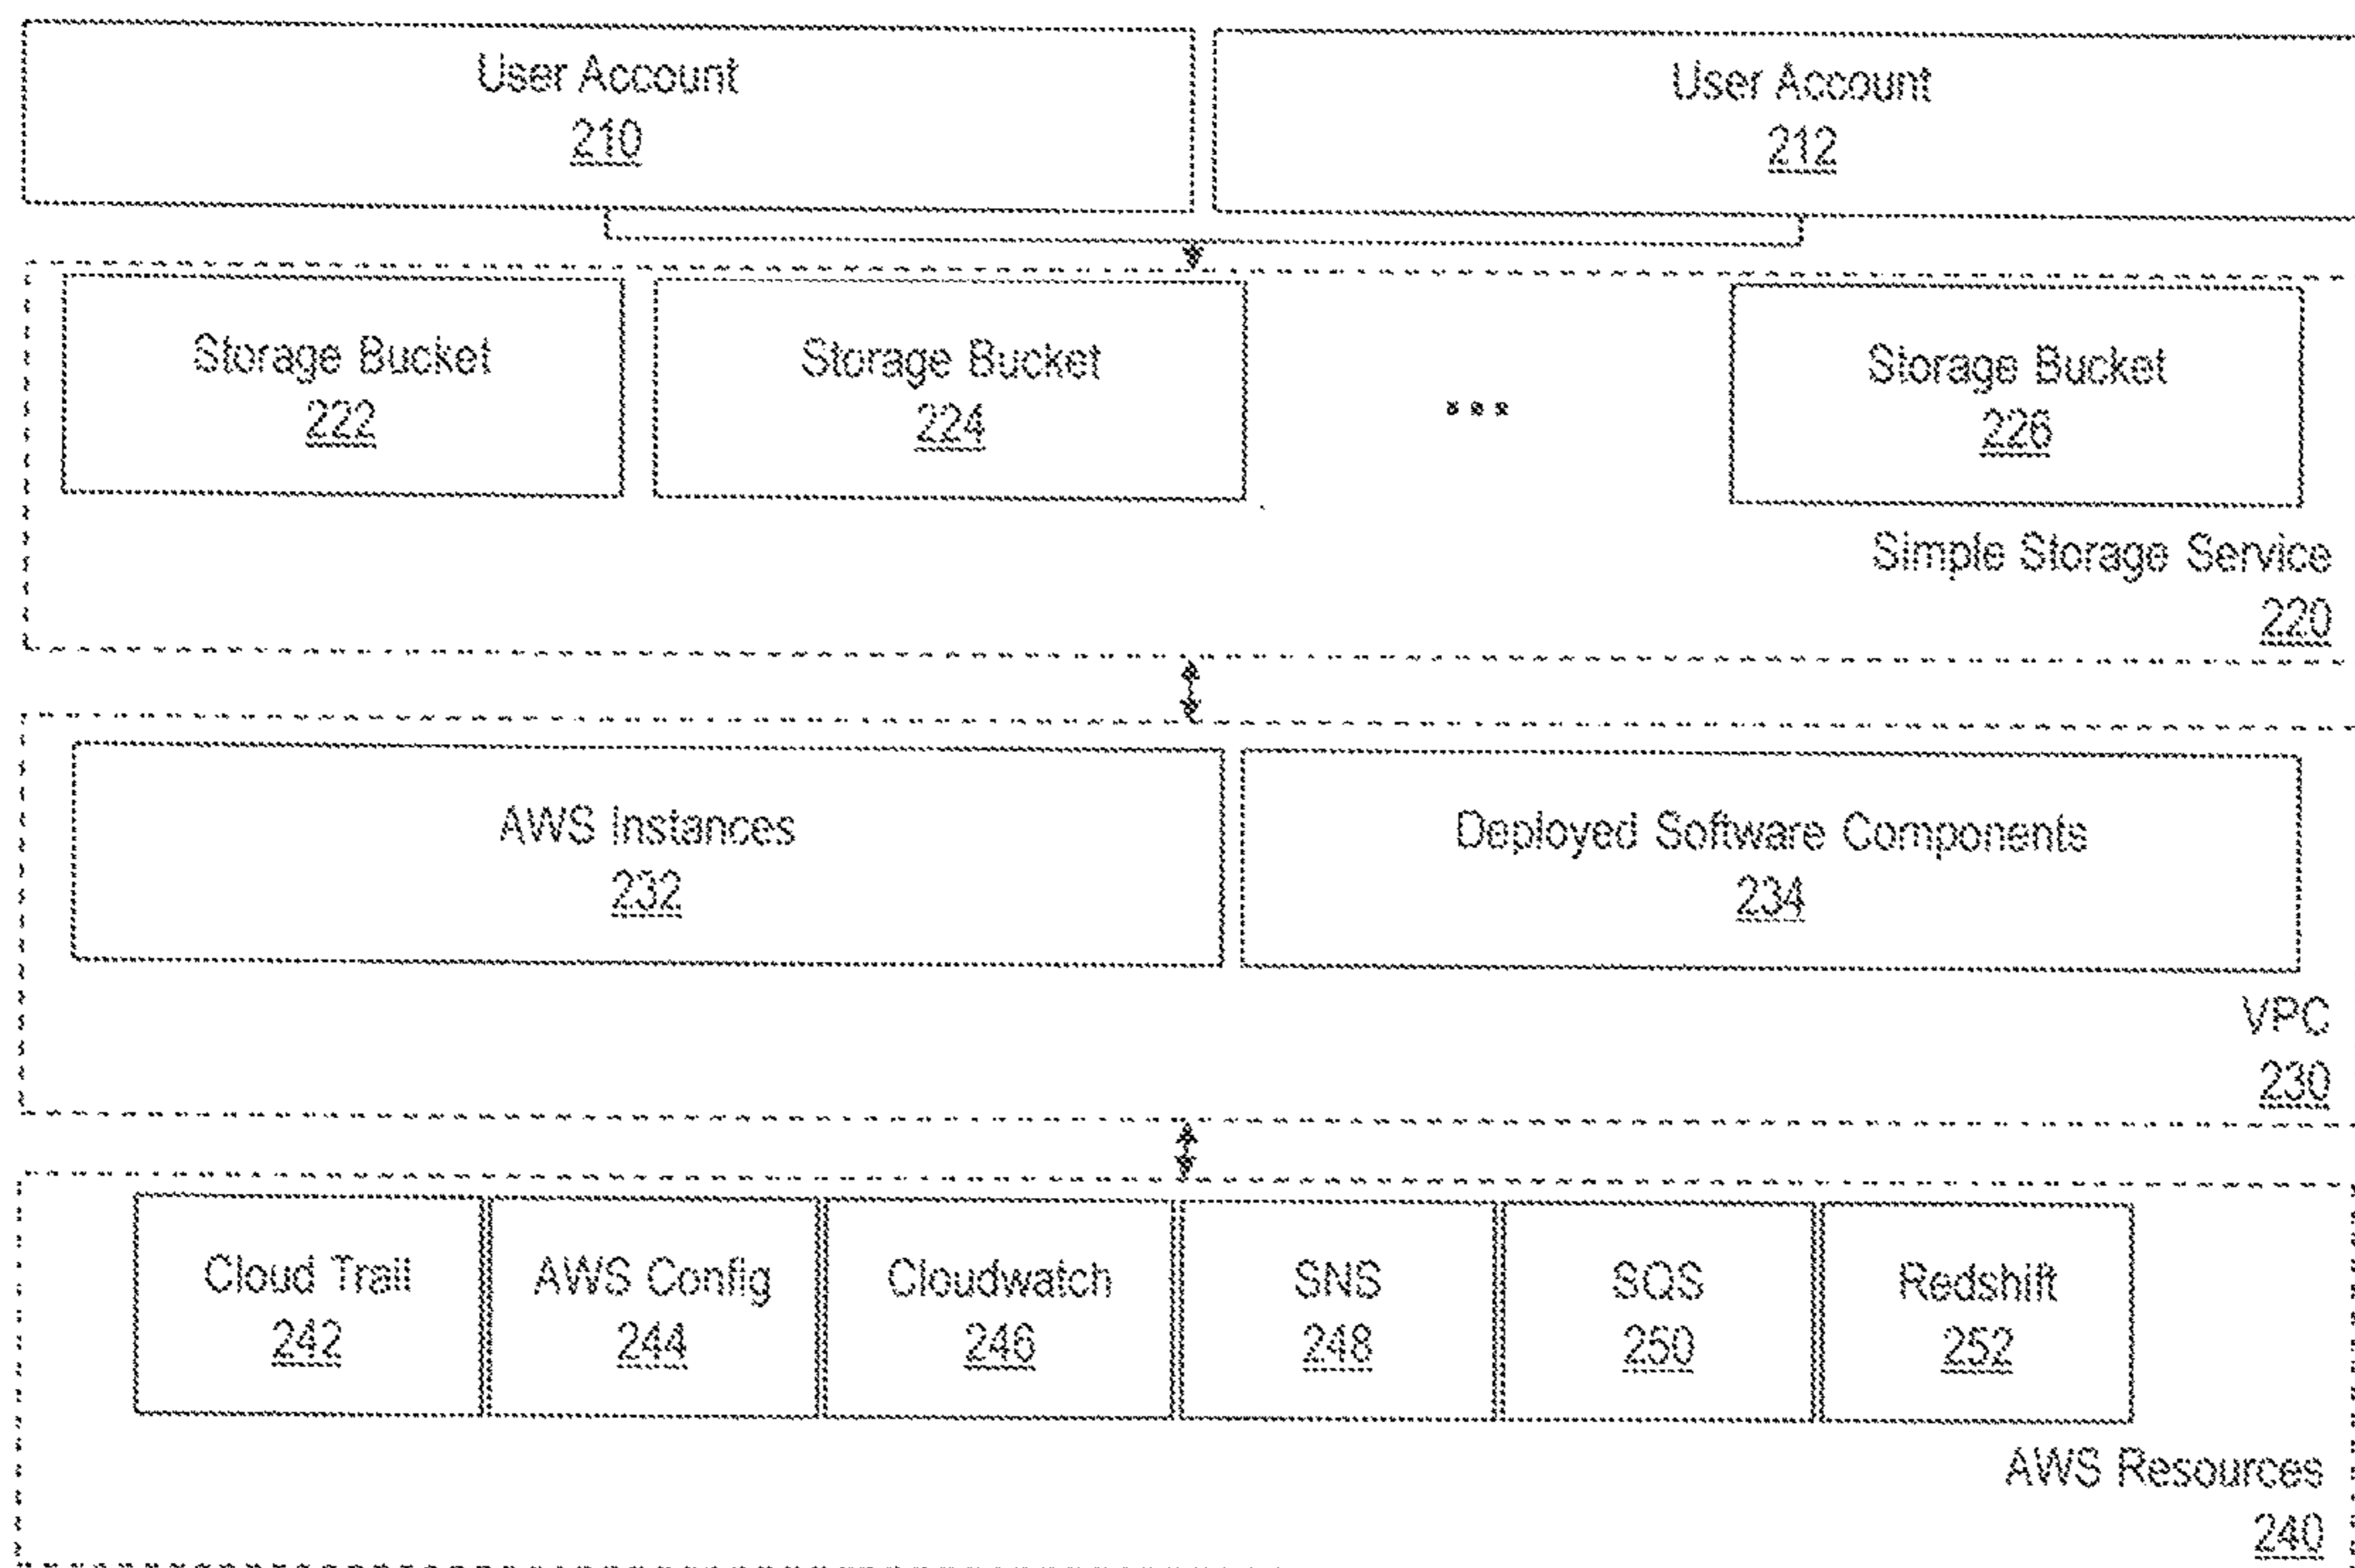 User Account
210
User Account
212
Storage Bucket
222
Storage Bucket
224
...
Storage Bucket
226
Simple Storage Service
220
AWS Instances
232
Deployed Software Components
234
VPC
230
Cloud Trail
242
AWS Config
244
Cloudwatch
246
SNS
248
SQS
250
Redshift
252
AWS Resources
240